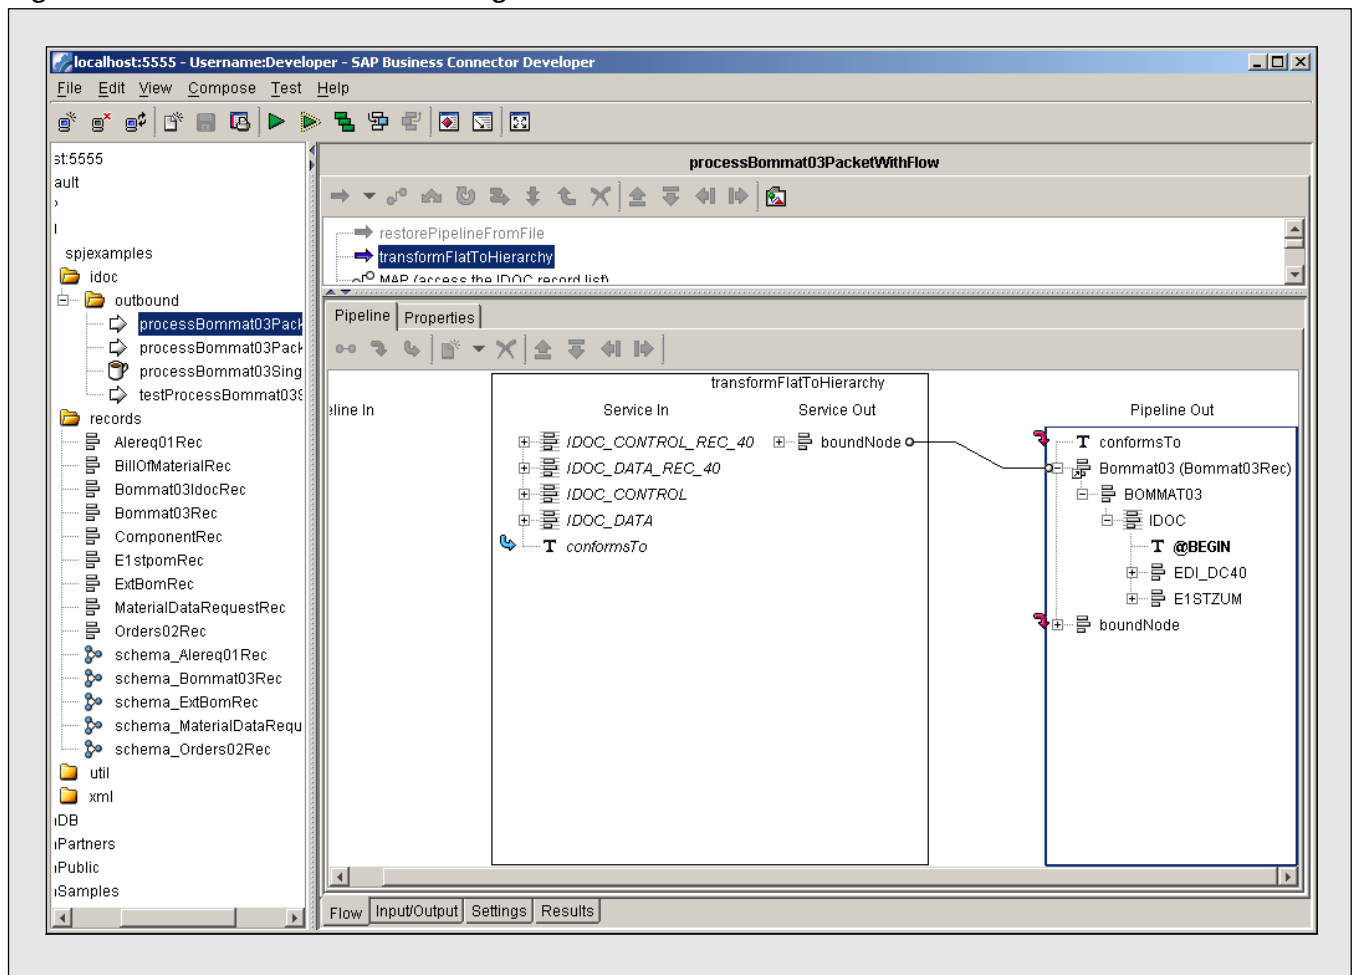 localhost:5555 - Username:Developer - SAP Business Connector Developer
File Edit View Compose Test Help
st:5555
ault
spjexamples
idoc
outbound
processBommat03Pack
processBommat03Pack
processBommat03Sing
testProcessBommat03S
records
Alereq01Rec
BillOfMaterialRec
Bommat03IdocRec
Bommat03Rec
ComponentRec
E1stpomRec
ExtBomRec
MaterialDataRequestRec
Orders02Rec
schema_Alereq01Rec
schema_Bommat03Rec
schema_ExtBomRec
schema_MaterialDataRequ
schema_Orders02Rec
util
xml
DB
Partners
Public
Samples
processBommat03PacketWithFlow
restorePipelineFromFile
transformFlatToHierarchy
MAP (access the IDOC record list)
Pipeline Properties
transformFlatToHierarchy
eline In Service In Service Out Pipeline Out
IDOC_CONTROL_REC_40 boundNode T conformsTo
IDOC_DATA_REC_40 Bommat03 (Bommat03Rec)
IDOC_CONTROL BOMMAT03
IDOC_DATA IDOC
T conformsTo T @BEGIN
EDI_DC40
E1STZUM
boundNode
Flow Input/Output Settings Results